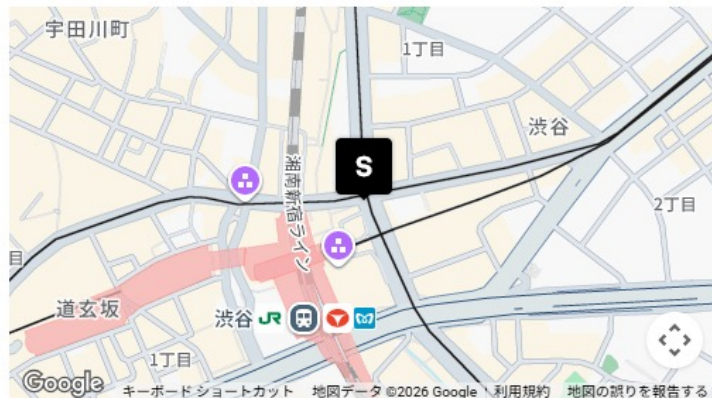 宇田川町
1丁目
渋谷
S
湘南新宿ライン
2丁目
目
道玄坂
渋谷 JR
1丁目
Google
キーボード ショートカット 地図データ ©2026 Google 利用規約 地図の誤りを報告する